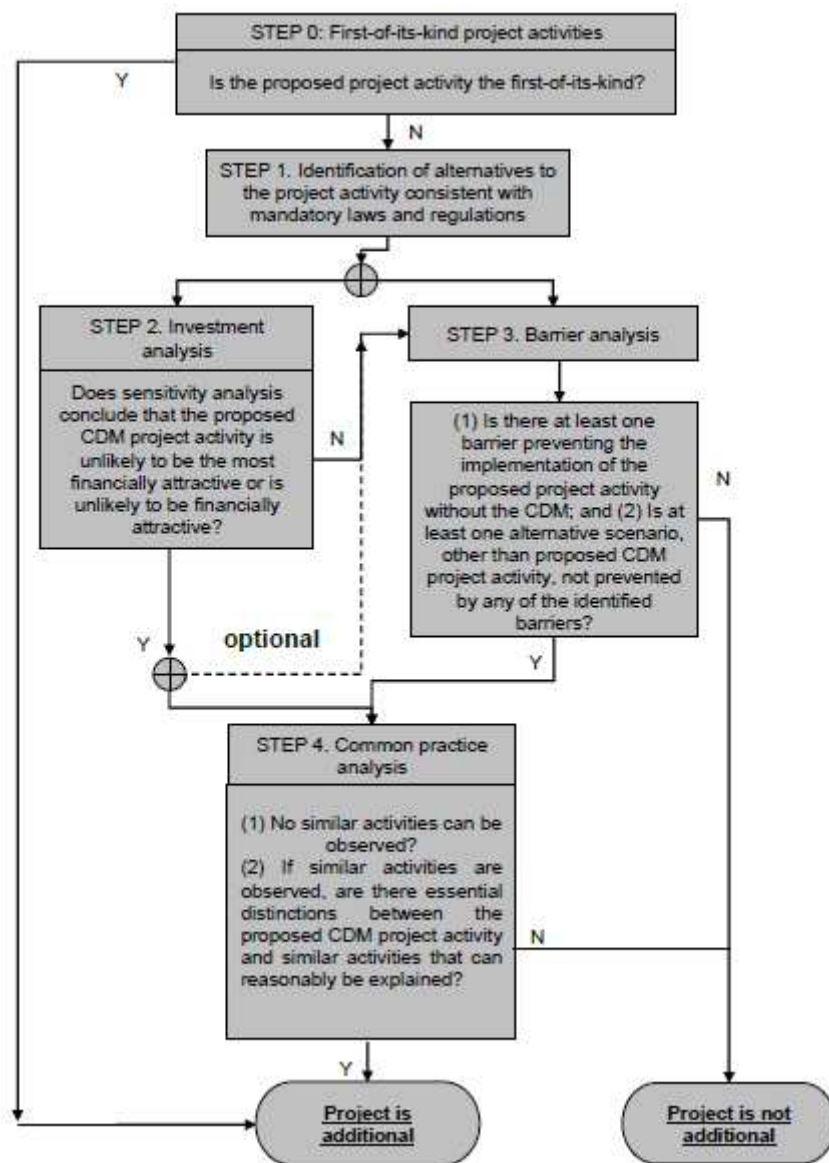 STEP 0: First-of-its-kind project activities
Is the proposed project activity the first-of-its-kind?
Y
N
STEP 1. Identification of alternatives to
the project activity consistent with
mandatory laws and regulations
STEP 2. Investment
analysis
Does sensitivity analysis
conclude that the proposed
CDM project activity is
unlikely to be the most
financially attractive or is
unlikely to be financially
attractive?
N
Y
optional
STEP 3. Barrier analysis
(1) Is there at least one
barrier preventing the
implementation of the
proposed project activity
without the CDM; and (2) Is at
least one alternative scenario,
other than proposed CDM
project activity, not prevented
by any of the identified
barriers?
N
Y
STEP 4. Common practice
analysis
(1) No similar activities can be
observed?
(2) If similar activities are
observed, are there essential
distinctions between the
proposed CDM project activity
and similar activities that can
reasonably be explained?
N
Y
Project is
additional
Project is not
additional